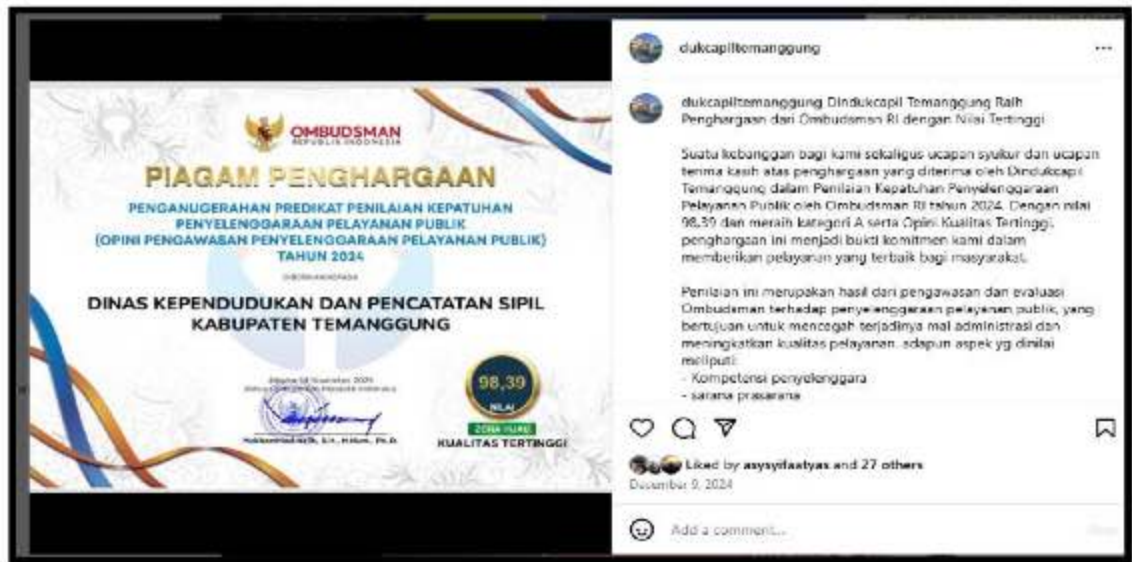 OMBUDSMAN
REPUBLIK INDONESIA
PIAGAM PENGHARGAAN
PENGANUGERAHAN PREDIKAT PENILAIAN KEPATUHAN
PENYELENGGARAAN PELAYANAN PUBLIK
(OPINI PENGAWASAN PENYELENGGARAAN PELAYANAN PUBLIK)
TAHUN 2024
DINAS KEPENDUDUKAN DAN PENCATATAN SIPIL
KABUPATEN TEMANGGUNG
98,39
NILAI
ZONA HIJAU
KUALITAS TERTINGGI
dukcapiltemanggung
dukcapiltemanggung Dindukcapil Temanggung Raih
Penghargaan dari Ombudsman RI dengan Nilai Tertinggi
Suatu kebanggan bagi kami sekaligus ucapan syukur dan ucapan
terima kasih atas penghargaan yang diterima oleh Dindukcapil
Temanggung dalam Penilaian Kepatuhan Penyelenggaraan
Pelayanan Publik oleh Ombudsman RI tahun 2024. Dengan nilai
98,39 dan meraih kategori A serta Opini Kualitas Tertinggi,
penghargaan ini menjadi bukti komitmen kami dalam
memberikan pelayanan yang terbaik bagi masyarakat.
Penilaian ini merupakan hasil dari pengawasan dan evaluasi
Ombudsman terhadap penyelenggaraan pelayanan publik, yang
bertujuan untuk mencegah terjadinya mal administrasi dan
meningkatkan kualitas pelayanan. adapun aspek yg dinilai
meliputi:
- Kompetensi penyelenggara
- sarana prasarana
Liked by asysyifaatyas and 27 others
December 9, 2024
Add a comment...